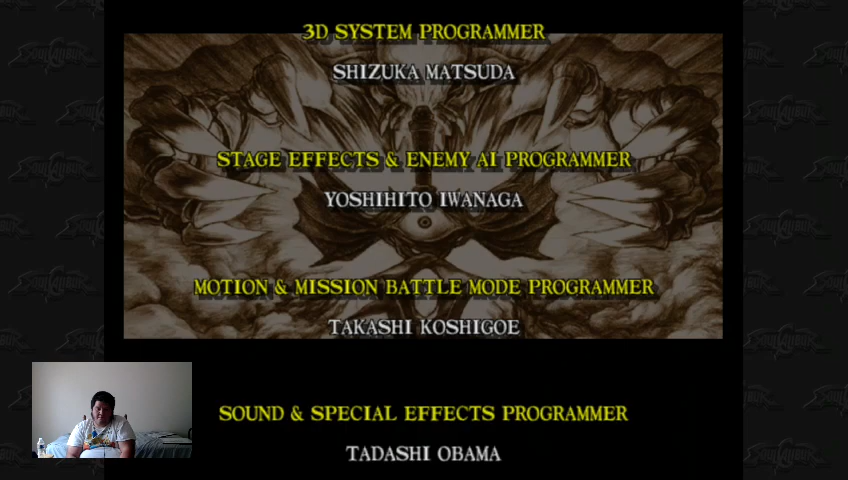 3D SYSTEM PROGRAMMER
SHIZUKA MATSUDA
STAGE EFFECTS & ENEMY AI PROGRAMMER
YOSHIHITO IWANAGA
MOTION & MISSION BATTLE MODE PROGRAMMER
TAKASHI KOSHIGOE
SOUND & SPECIAL EFFECTS PROGRAMMER
TADASHI OBAMA